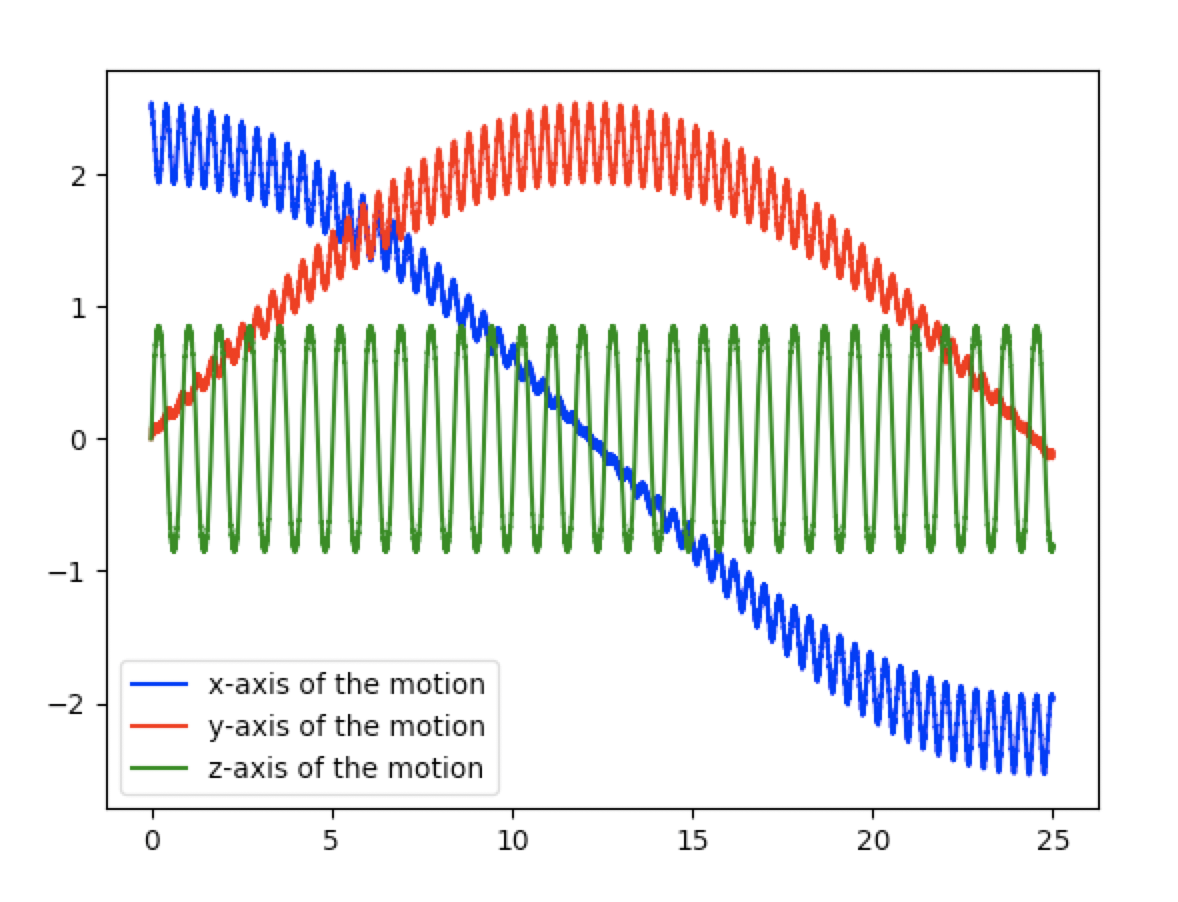 2
1
0
−1
−2
x-axis of the motion
y-axis of the motion
z-axis of the motion
0 5 10 15 20 25